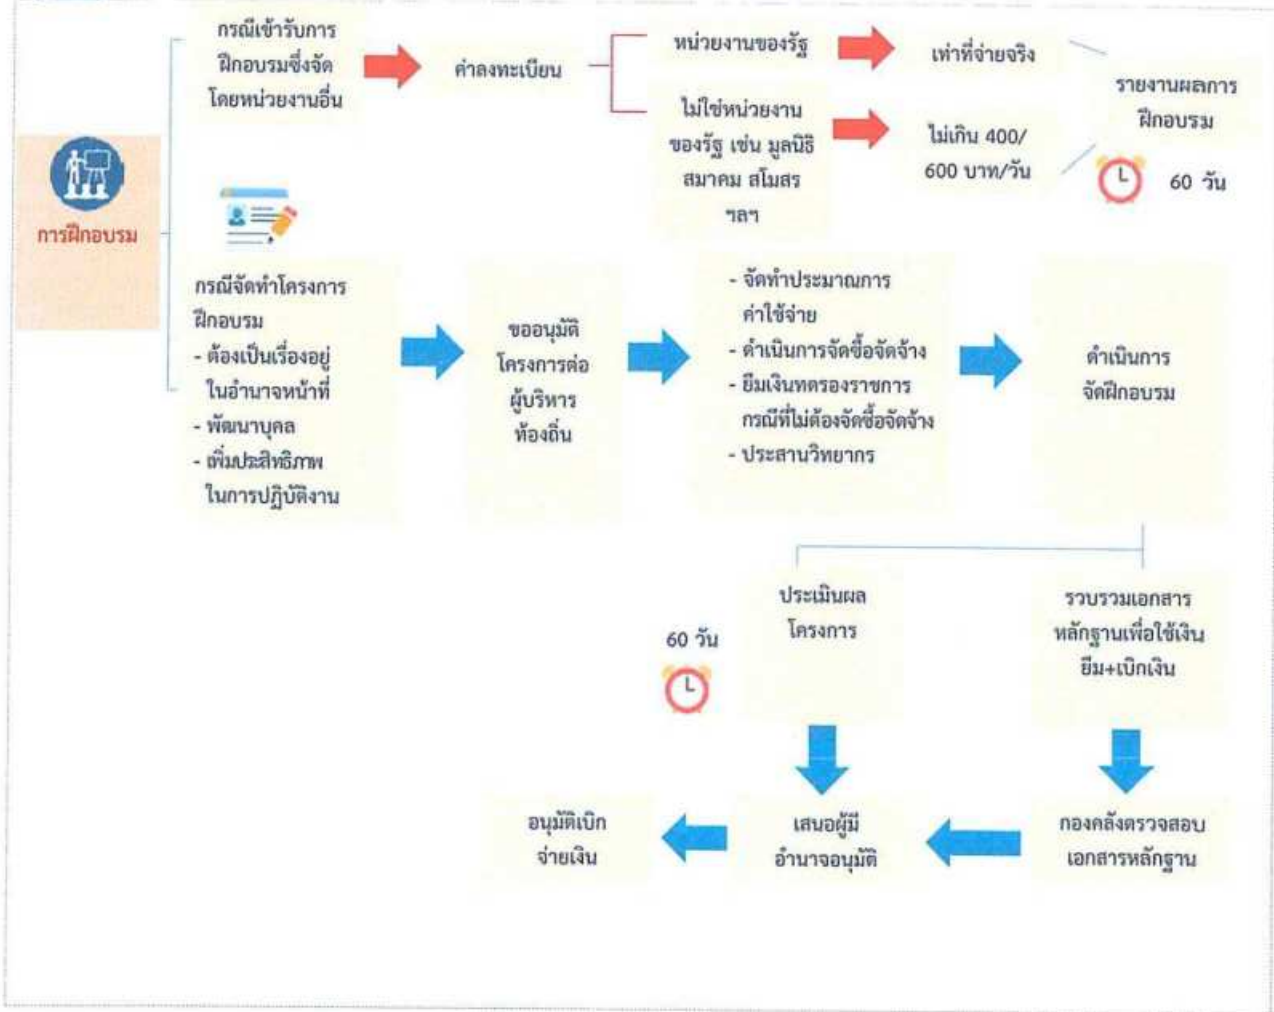 การฝึกอบรม
กรณีเข้ารับการ
ฝึกอบรมซึ่งจัด
โดยหน่วยงานอื่น
ค่าลงทะเบียน
หน่วยงานของรัฐ
เท่าที่จ่ายจริง
ไม่ใช่หน่วยงาน
ของรัฐ เช่น มูลนิธิ
สมาคม สโมสร
ฯลฯ
ไม่เกิน 400/
600 บาท/วัน
รายงานผลการ
ฝึกอบรม
60 วัน
กรณีจัดทำโครงการ
ฝึกอบรม
- ต้องเป็นเรื่องอยู่
ในอำนาจหน้าที่
- พัฒนาบุคล
- เพิ่มประสิทธิภาพ
ในการปฏิบัติงาน
ขออนุมัติ
โครงการต่อ
ผู้บริหาร
ท้องถิ่น
- จัดทำประมาณการ
ค่าใช้จ่าย
- ดำเนินการจัดซื้อจัดจ้าง
- ยืมเงินทดรองราชการ
กรณีที่ไม่ต้องจัดซื้อจัดจ้าง
- ประสานวิทยากร
ดำเนินการ
จัดฝึกอบรม
ประเมินผล
โครงการ
60 วัน
รวบรวมเอกสาร
หลักฐานเพื่อใช้เงิน
ยืม+เบิกเงิน
กองคลังตรวจสอบ
เอกสารหลักฐาน
เสนอผู้มี
อำนาจอนุมัติ
อนุมัติเบิก
จ่ายเงิน